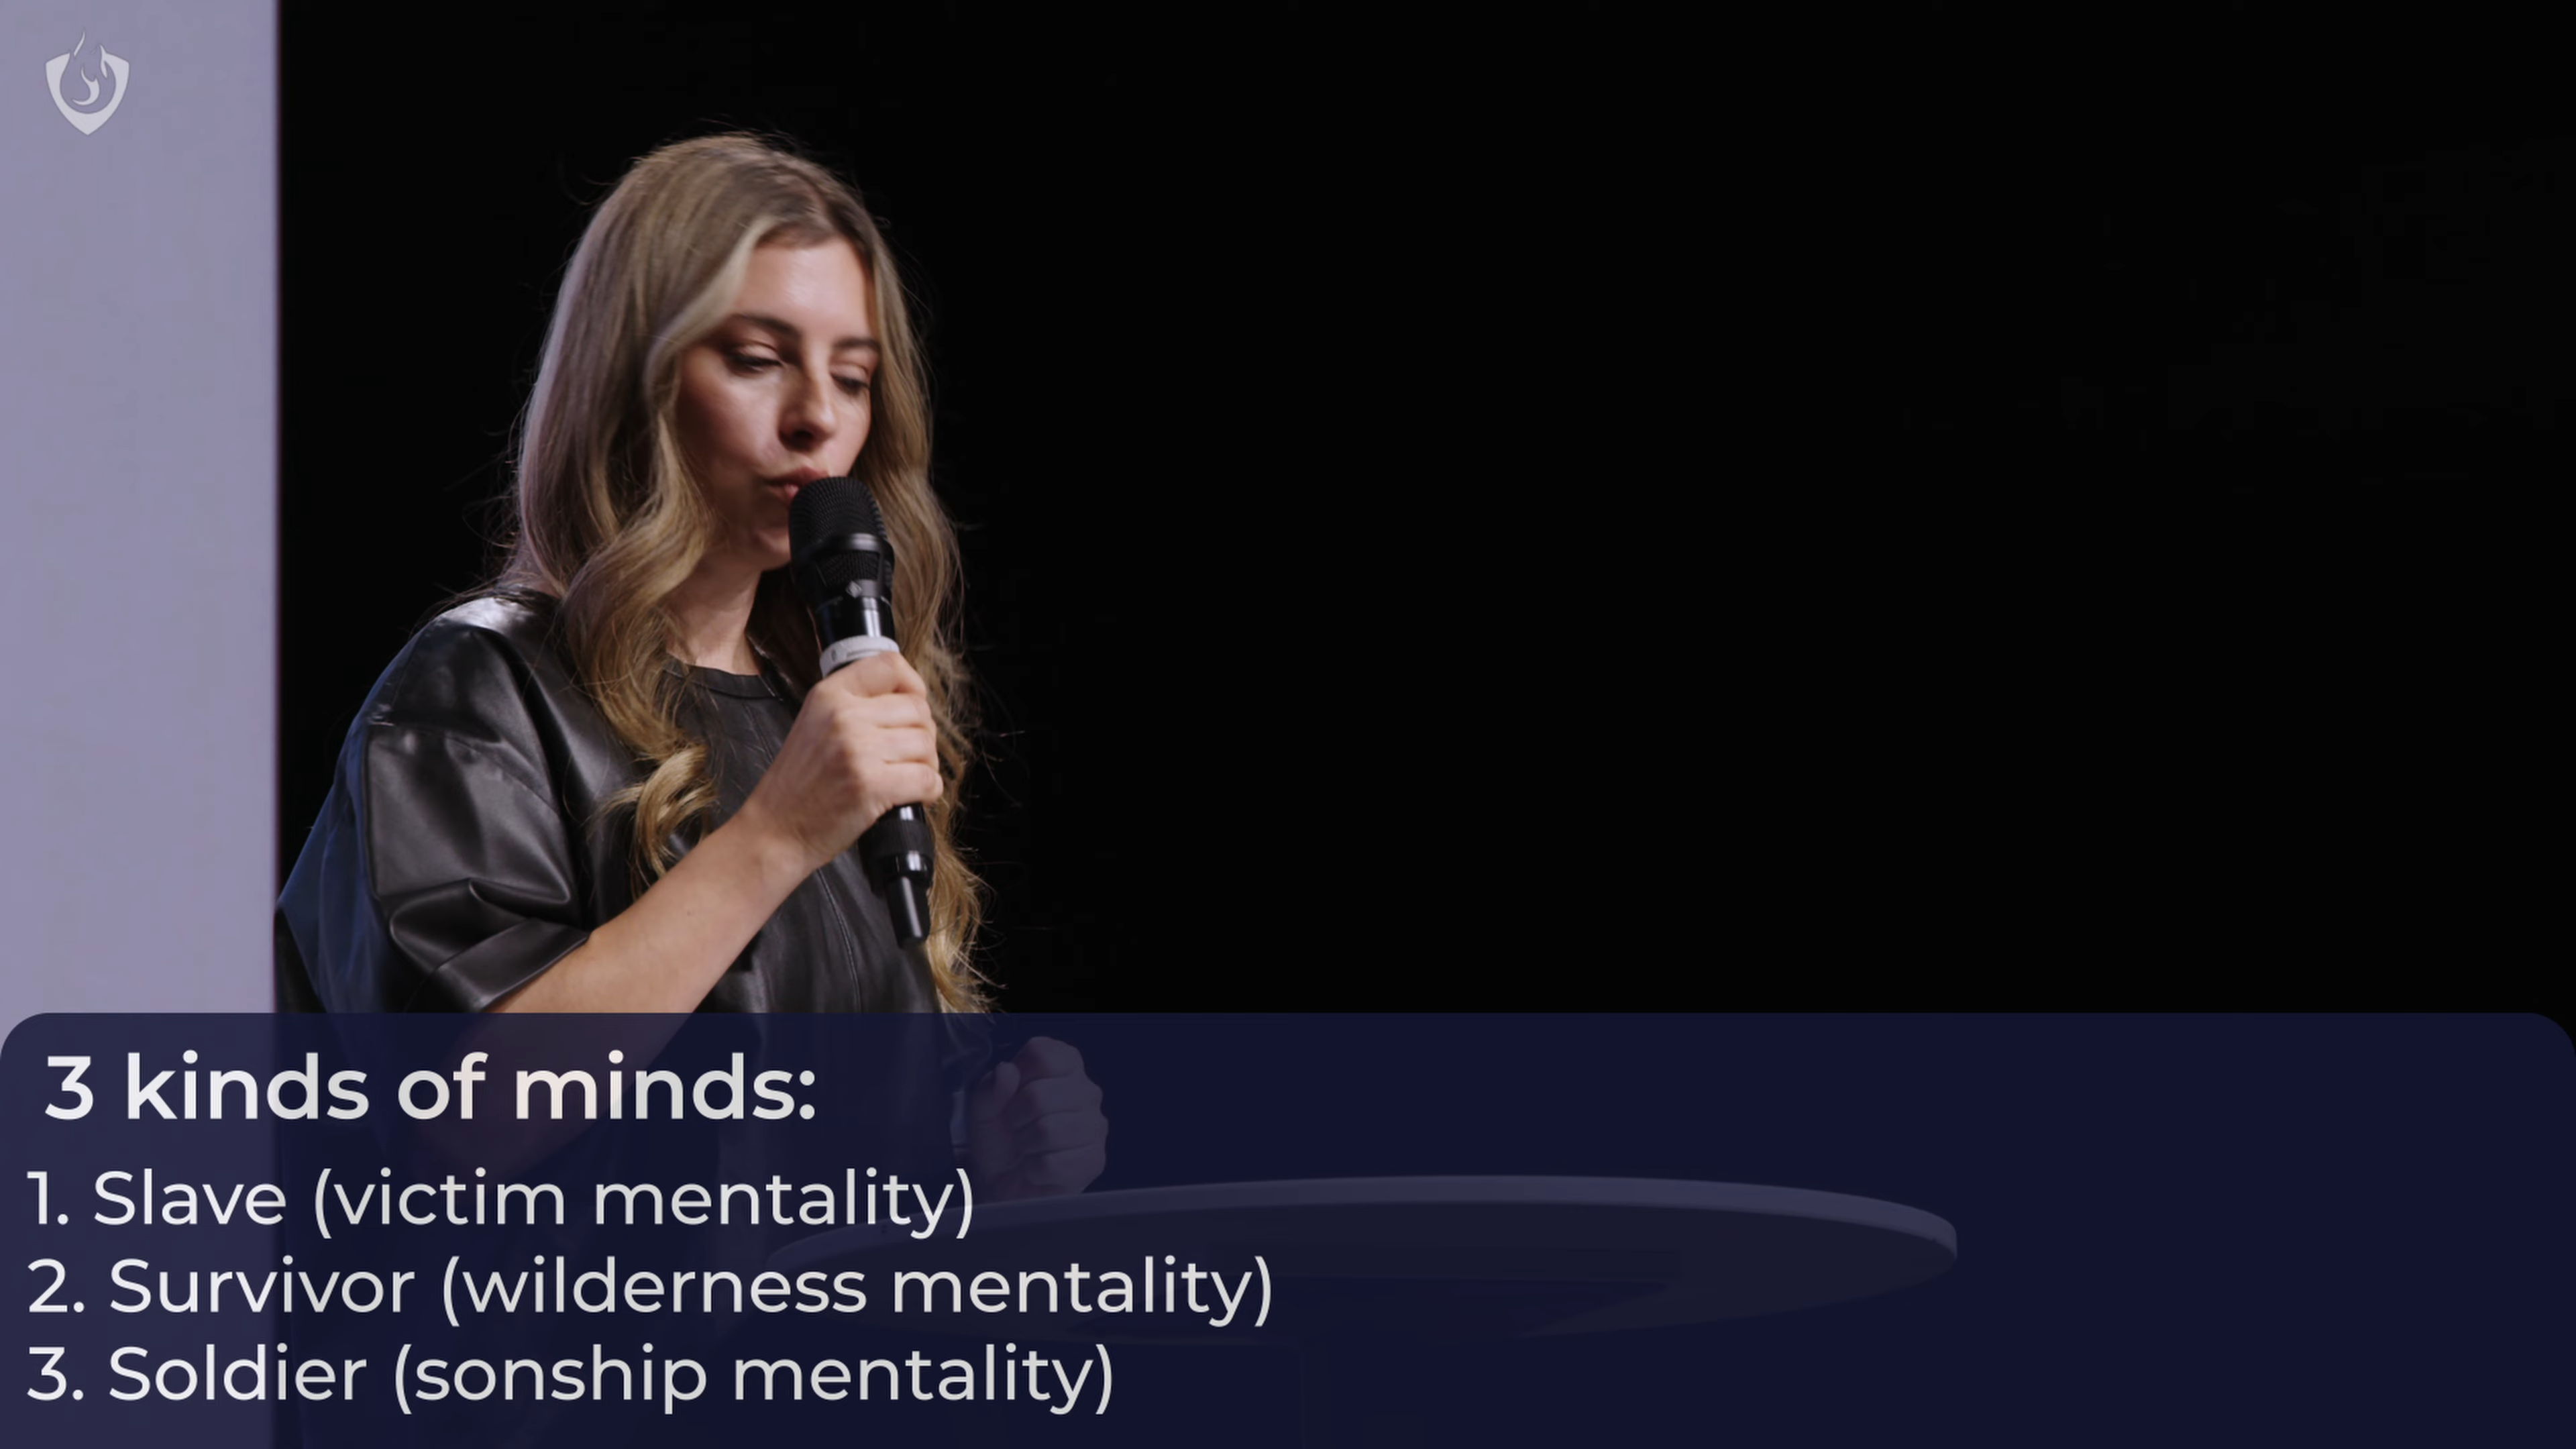 3 kinds of minds:
1. Slave (victim mentality)
2. Survivor (wilderness mentality)
3. Soldier (sonship mentality)